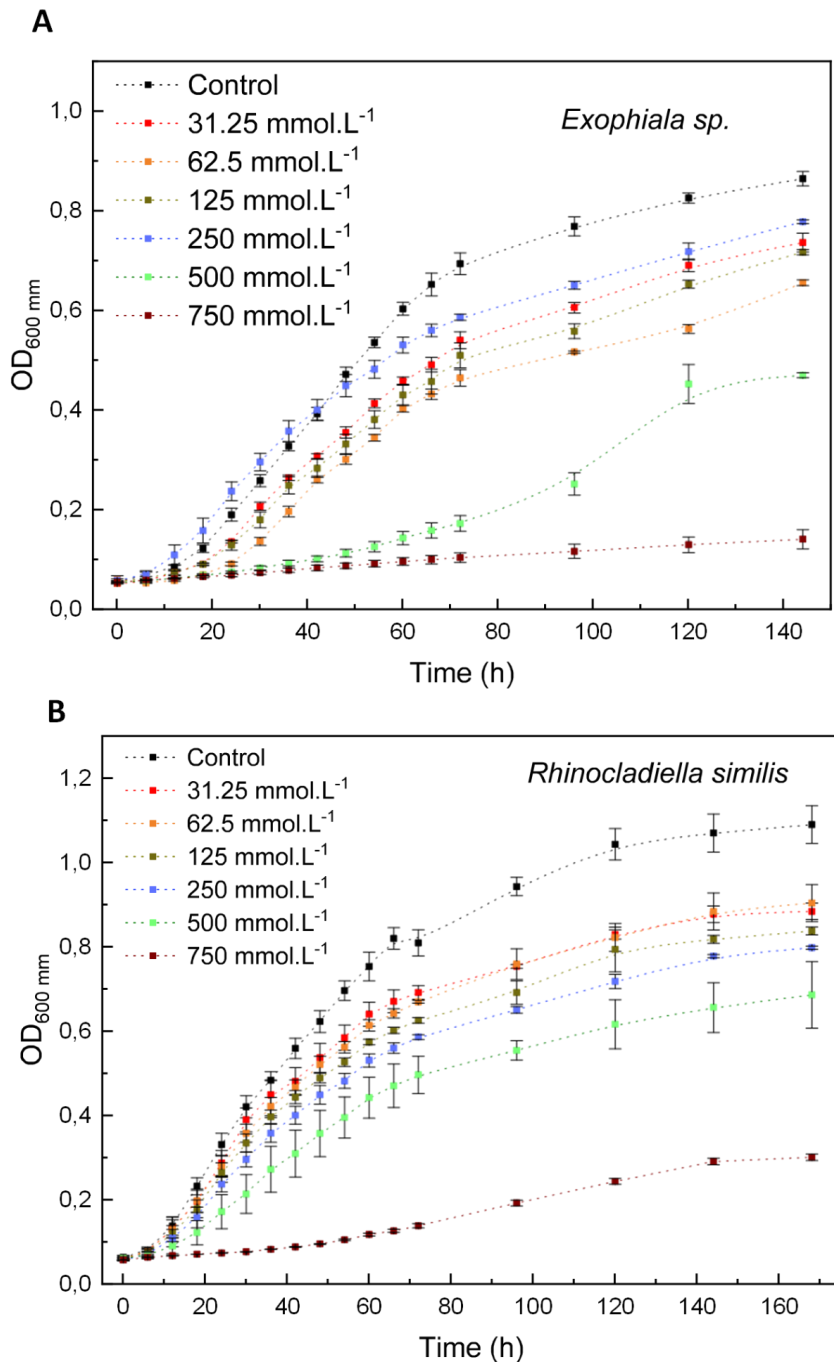 A
Control
31.25 mmol.L⁻¹
62.5 mmol.L⁻¹
125 mmol.L⁻¹
250 mmol.L⁻¹
500 mmol.L⁻¹
750 mmol.L⁻¹
Exophiala sp.
1,0
0,8
0,6
0,4
0,2
0,0
OD₆₀₀ ₘₘ
0 20 40 60 80 100 120 140
Time (h)
B
Control
31.25 mmol.L⁻¹
62.5 mmol.L⁻¹
125 mmol.L⁻¹
250 mmol.L⁻¹
500 mmol.L⁻¹
750 mmol.L⁻¹
Rhinocladiella similis
1,2
1,0
0,8
0,6
0,4
0,2
0,0
OD₆₀₀ ₘₘ
0 20 40 60 80 100 120 140 160
Time (h)